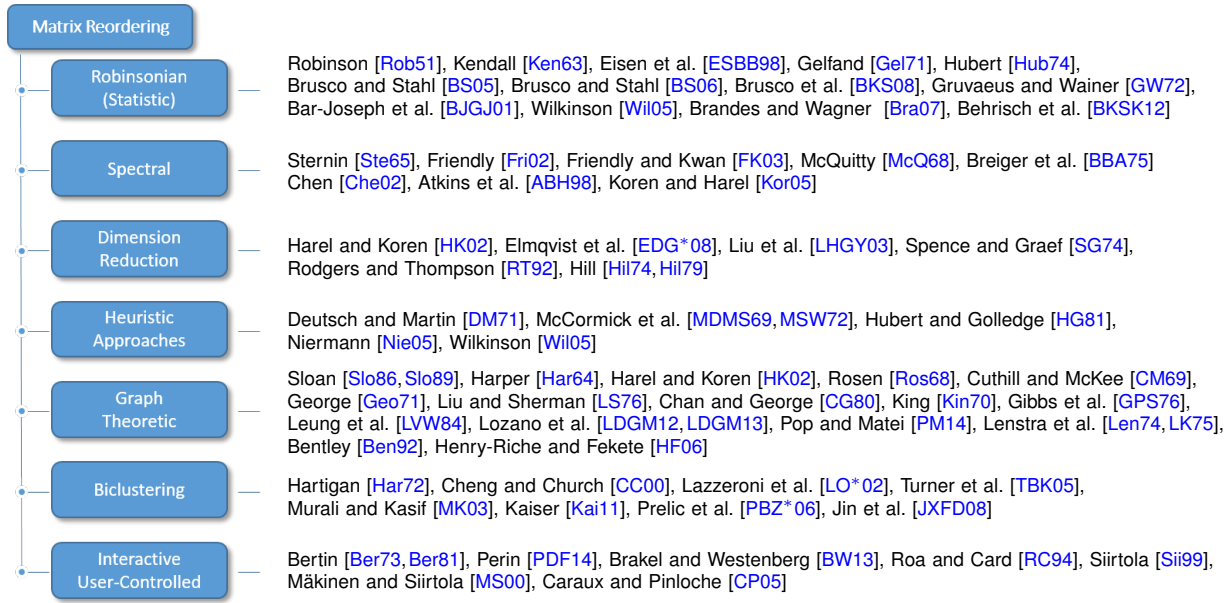 Matrix Reordering
Robinsonian
(Statistic)
Robinson [Rob51], Kendall [Ken63], Eisen et al. [ESBB98], Gelfand [Gel71], Hubert [Hub74],
Brusco and Stahl [BS05], Brusco and Stahl [BS06], Brusco et al. [BKS08], Gruvaeus and Wainer [GW72],
Bar-Joseph et al. [BJGJ01], Wilkinson [Wil05], Brandes and Wagner [Bra07], Behrisch et al. [BKSK12]
Spectral
Sternin [Ste65], Friendly [Fri02], Friendly and Kwan [FK03], McQuitty [McQ68], Breiger et al. [BBA75]
Chen [Che02], Atkins et al. [ABH98], Koren and Harel [Kor05]
Dimension
Reduction
Harel and Koren [HK02], Elmqvist et al. [EDG*08], Liu et al. [LHGY03], Spence and Graef [SG74],
Rodgers and Thompson [RT92], Hill [Hil74,Hil79]
Heuristic
Approaches
Deutsch and Martin [DM71], McCormick et al. [MDMS69,MSW72], Hubert and Golledge [HG81],
Niermann [Nie05], Wilkinson [Wil05]
Graph
Theoretic
Sloan [Slo86,Slo89], Harper [Har64], Harel and Koren [HK02], Rosen [Ros68], Cuthill and McKee [CM69],
George [Geo71], Liu and Sherman [LS76], Chan and George [CG80], King [Kin70], Gibbs et al. [GPS76],
Leung et al. [LVW84], Lozano et al. [LDGM12,LDGM13], Pop and Matei [PM14], Lenstra et al. [Len74,LK75],
Bentley [Ben92], Henry-Riche and Fekete [HF06]
Biclustering
Hartigan [Har72], Cheng and Church [CC00], Lazzeroni et al. [LO*02], Turner et al. [TBK05],
Murali and Kasif [MK03], Kaiser [Kai11], Prelic et al. [PBZ*06], Jin et al. [JXFD08]
Interactive
User-Controlled
Bertin [Ber73,Ber81], Perin [PDF14], Brakel and Westenberg [BW13], Roa and Card [RC94], Siirtola [Sii99],
Mäkinen and Siirtola [MS00], Caraux and Pinloche [CP05]